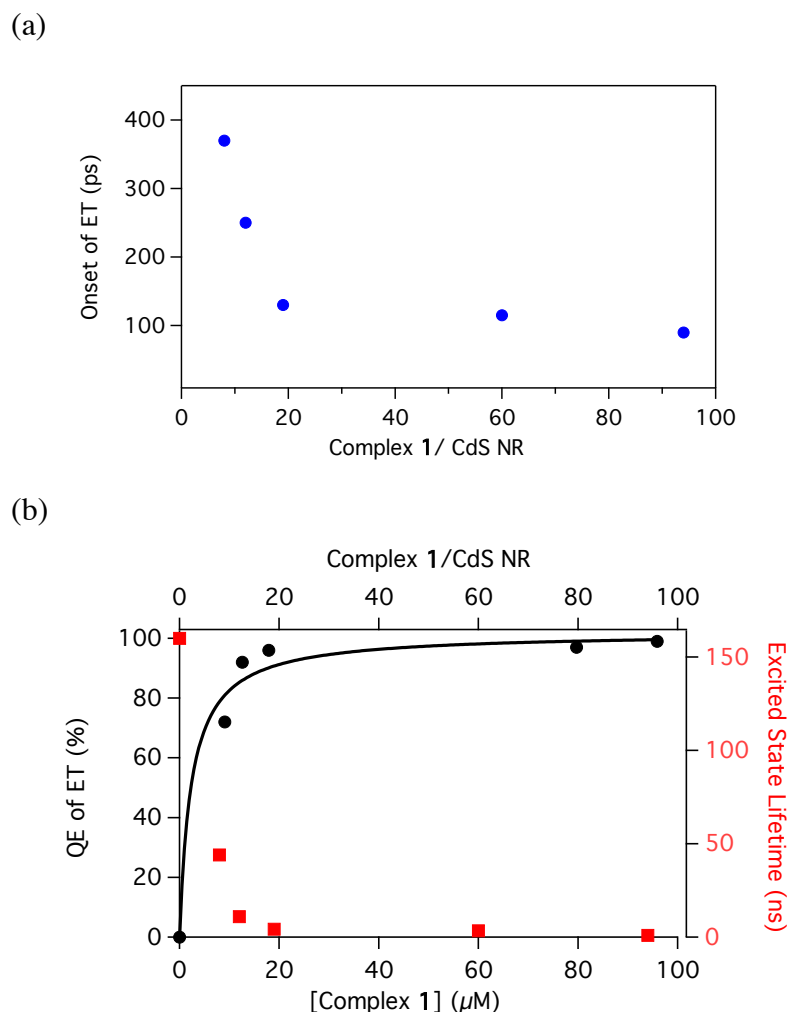 (a)
400
300
200
100
Onset of ET (ps)
0 20 40 60 80 100
Complex 1/ CdS NR
(b)
Complex 1/CdS NR
0 20 40 60 80 100
100
80
60
40
20
0
QE of ET (%)
150
100
50
0
Excited State Lifetime (ns)
0 20 40 60 80 100
[Complex 1] (μM)